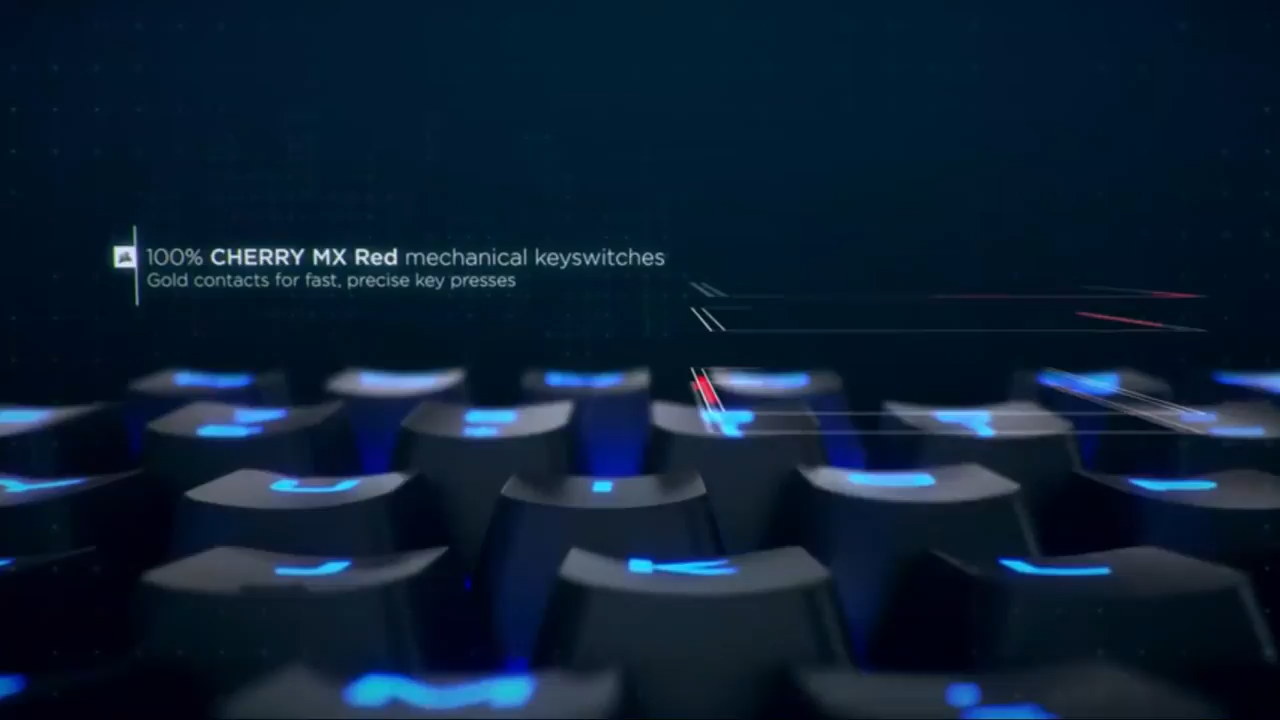 100% CHERRY MX Red mechanical keyswitches
Gold contacts for fast, precise key presses
Y U I O P
J K L
M